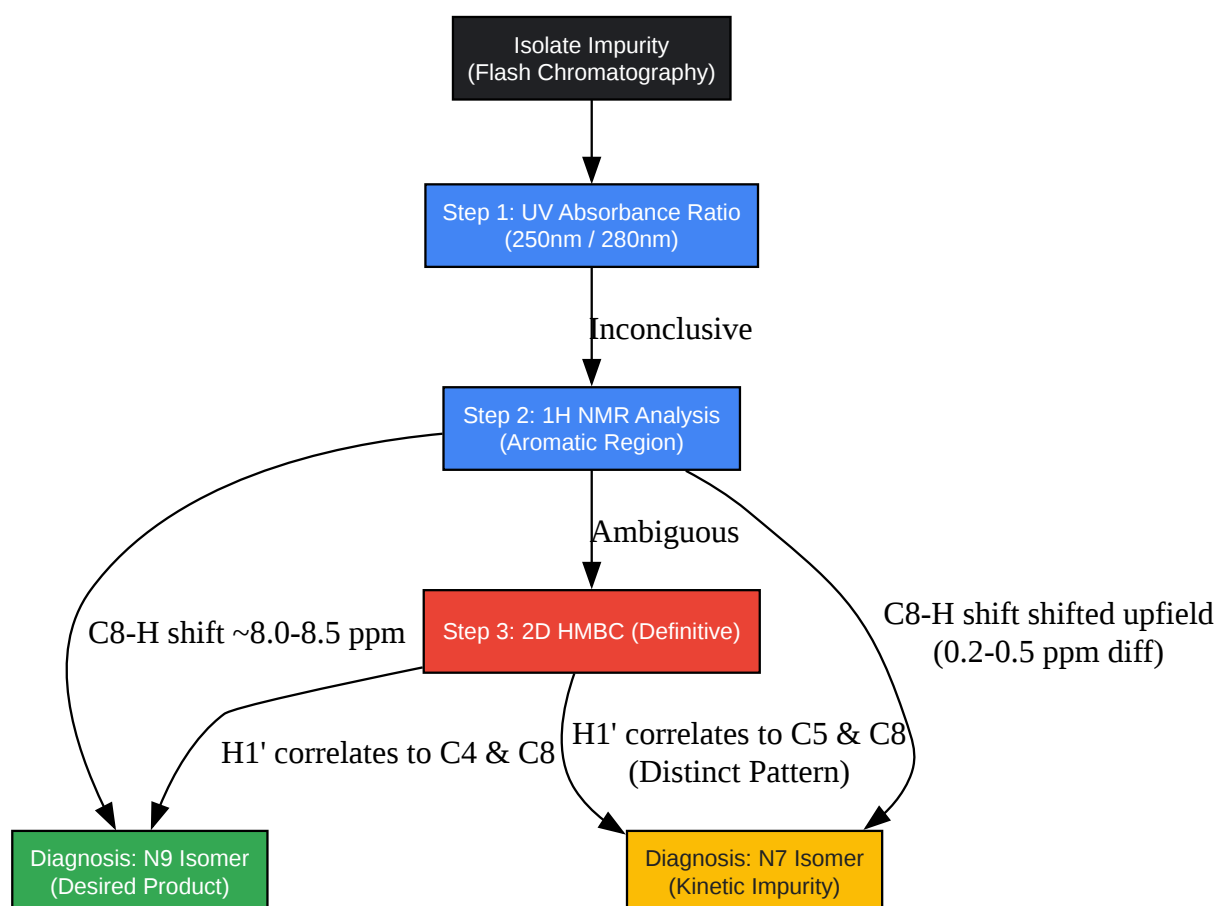 Isolate Impurity
(Flash Chromatography)
Step 1: UV Absorbance Ratio
(250nm / 280nm)
Inconclusive
Step 2: 1H NMR Analysis
(Aromatic Region)
Ambiguous
C8-H shift ~8.0-8.5 ppm
Step 3: 2D HMBC (Definitive)
C8-H shift shifted upfield
(0.2-0.5 ppm diff)
H1' correlates to C4 & C8
H1' correlates to C5 & C8
(Distinct Pattern)
Diagnosis: N9 Isomer
(Desired Product)
Diagnosis: N7 Isomer
(Kinetic Impurity)